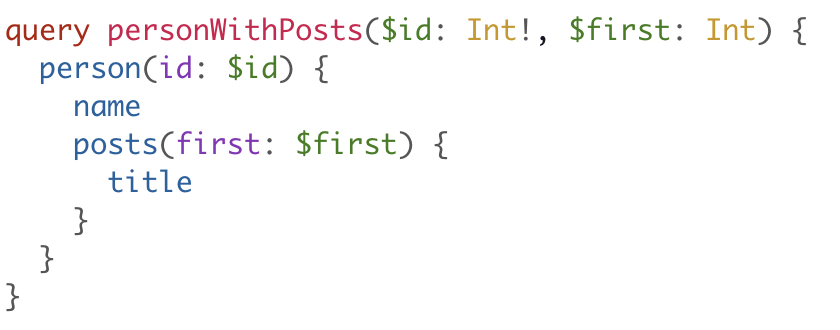 query personWithPosts($id: Int!, $first: Int) {
  person(id: $id) {
    name
    posts(first: $first) {
      title
    }
  }
}